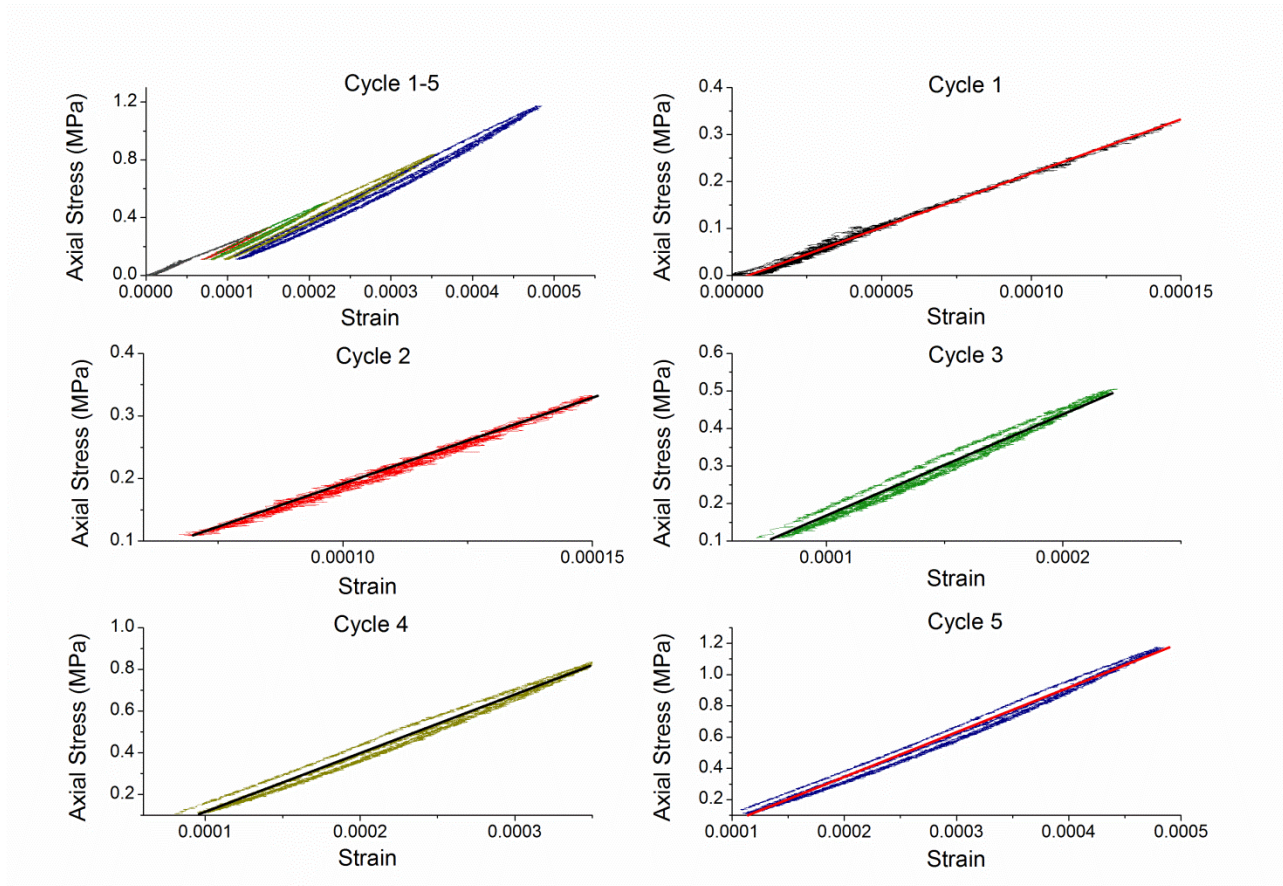 Cycle 1-5
Axial Stress (MPa)
1.2
0.8
0.4
0.0
0.0000 0.0001 0.0002 0.0003 0.0004 0.0005
Strain
Cycle 1
Axial Stress (MPa)
0.4
0.3
0.2
0.1
0.0
0.00000 0.00005 0.00010 0.00015
Strain
Cycle 2
Axial Stress (MPa)
0.4
0.3
0.2
0.1
0.00010 0.00015
Strain
Cycle 3
Axial Stress (MPa)
0.6
0.5
0.4
0.3
0.2
0.1
0.0001 0.0002
Strain
Cycle 4
Axial Stress (MPa)
1.0
0.8
0.6
0.4
0.2
0.0001 0.0002 0.0003
Strain
Cycle 5
Axial Stress (MPa)
1.2
1.0
0.8
0.6
0.4
0.2
0.0001 0.0002 0.0003 0.0004 0.0005
Strain